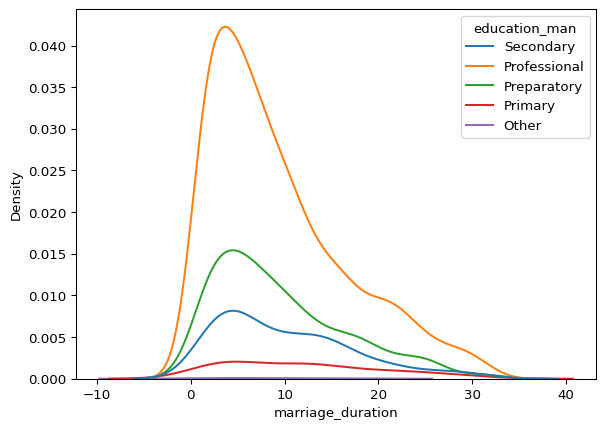 education_man
Secondary
Professional
Preparatory
Primary
Other
0.040
0.035
0.030
0.025
0.020
0.015
0.010
0.005
0.000
Density
−10
0
10
20
30
40
marriage_duration